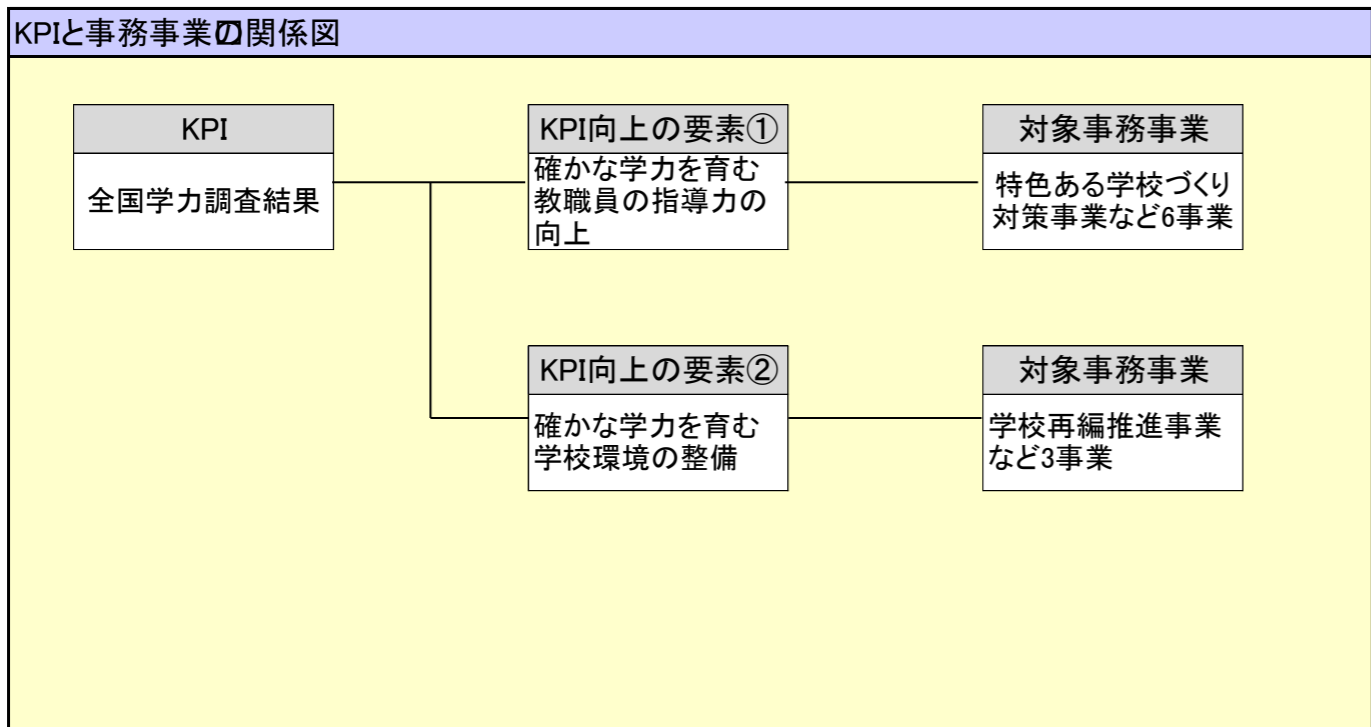 KPIと事務事業の関係図
KPI
全国学力調査結果
KPI向上の要素①
確かな学力を育む
教職員の指導力の
向上
対象事務事業
特色ある学校づくり
対策事業など6事業
KPI向上の要素②
確かな学力を育む
学校環境の整備
対象事務事業
学校再編推進事業
など3事業